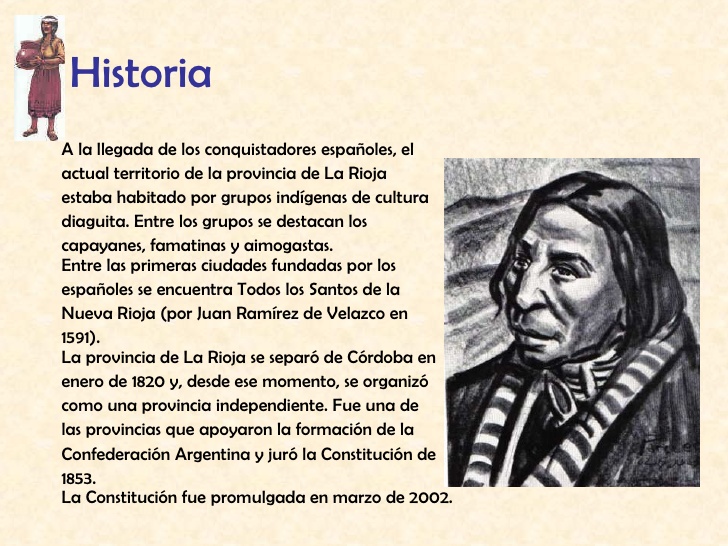 Historia
A la llegada de los conquistadores españoles, el
actual territorio de la provincia de La Rioja
estaba habitado por grupos indígenas de cultura
diaguita. Entre los grupos se destacan los
capayanes, famatinas y aimogastas.
Entre las primeras ciudades fundadas por los
españoles se encuentra Todos los Santos de la
Nueva Rioja (por Juan Ramírez de Velazco en
1591).
La provincia de La Rioja se separó de Córdoba en
enero de 1820 y, desde ese momento, se organizó
como una provincia independiente. Fue una de
las provincias que apoyaron la formación de la
Confederación Argentina y juró la Constitución de
1853.
La Constitución fue promulgada en marzo de 2002.